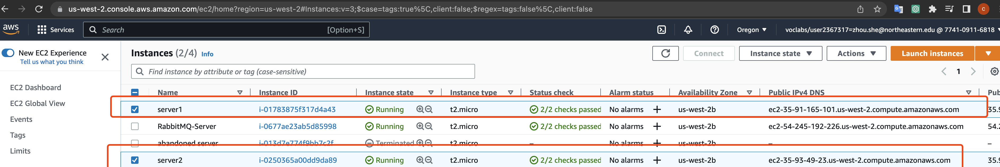 us-west-2.console.aws.amazon.com/ec2/home?region=us-west-2#Instances:v=3;$case=tags:true%5C,client:false;$regex=tags:false%5C,client:false
C
aws Services Search [Option+S] Oregon voclabs/user2367317=zhou.she@northeastern.edu @ 7741-0911-6818
New EC2 Experience
Tell us what you think
EC2 Dashboard
EC2 Global View
Events
Tags
Limits
Instances (2/4) Info Connect Instance state Actions Launch instances
Find instance by attribute or tag (case-sensitive) 1
Name Instance ID Instance state Instance type Status check Alarm status Availability Zone Public IPv4 DNS Pub
server1 i-01783875f317d4a43 Running t2.micro 2/2 checks passed No alarms + us-west-2b ec2-35-91-165-101.us-west-2.compute.amazonaws.com 35.9
RabbitMQ-Server i-0677ae23ab5d85998 Running t2.micro 2/2 checks passed No alarms + us-west-2b ec2-54-245-192-226.us-west-2.compute.amazonaws.com 54.2
abandoned server i-013d7e774f9bb7c2f Terminated t2.micro – No alarms + us-west-2b – –
server2 i-0250365a00dd9da89 Running t2.micro 2/2 checks passed No alarms + us-west-2b ec2-35-93-49-23.us-west-2.compute.amazonaws.com 35.9